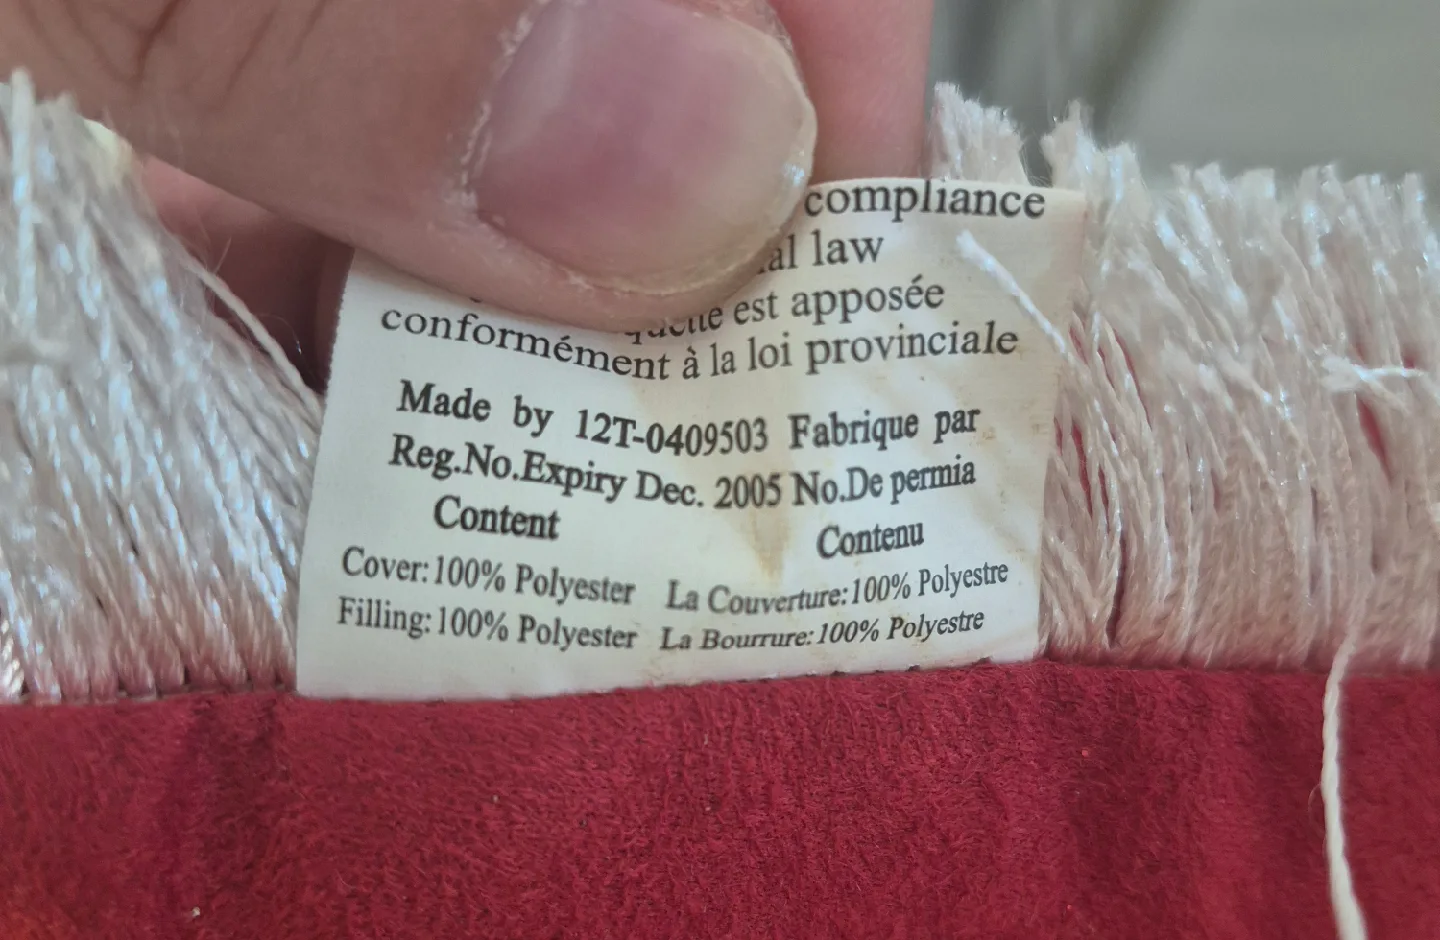 compliance
law
est apposée
conformément à la loi provinciale
Made by 12T-0409503 Fabrique par
Reg.No.Expiry Dec. 2005 No.De permia
Content Contenu
Cover:100% Polyester La Couverture:100% Polyestre
Filling:100% Polyester La Bourrure:100% Polyestre